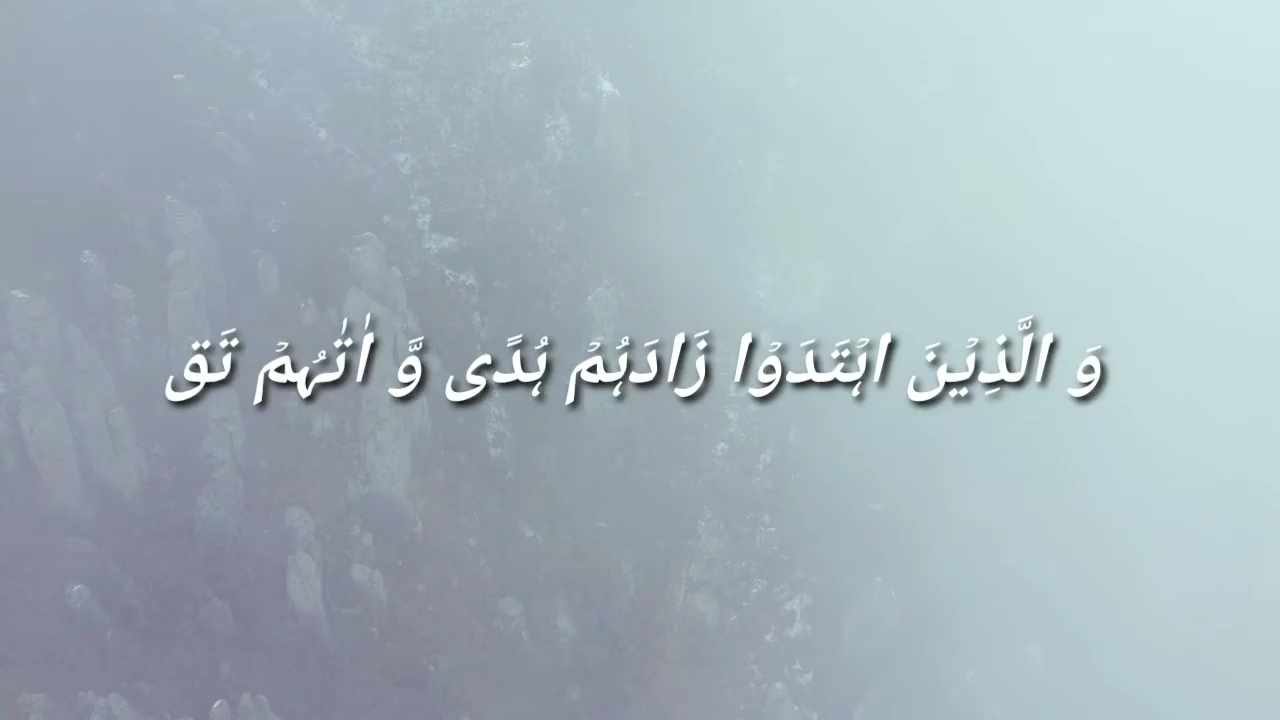 وَ الَّذِیۡنَ اہۡتَدَوۡا زَادَہُمۡ ہُدًی وَّ اٰتٰہُمۡ تَق